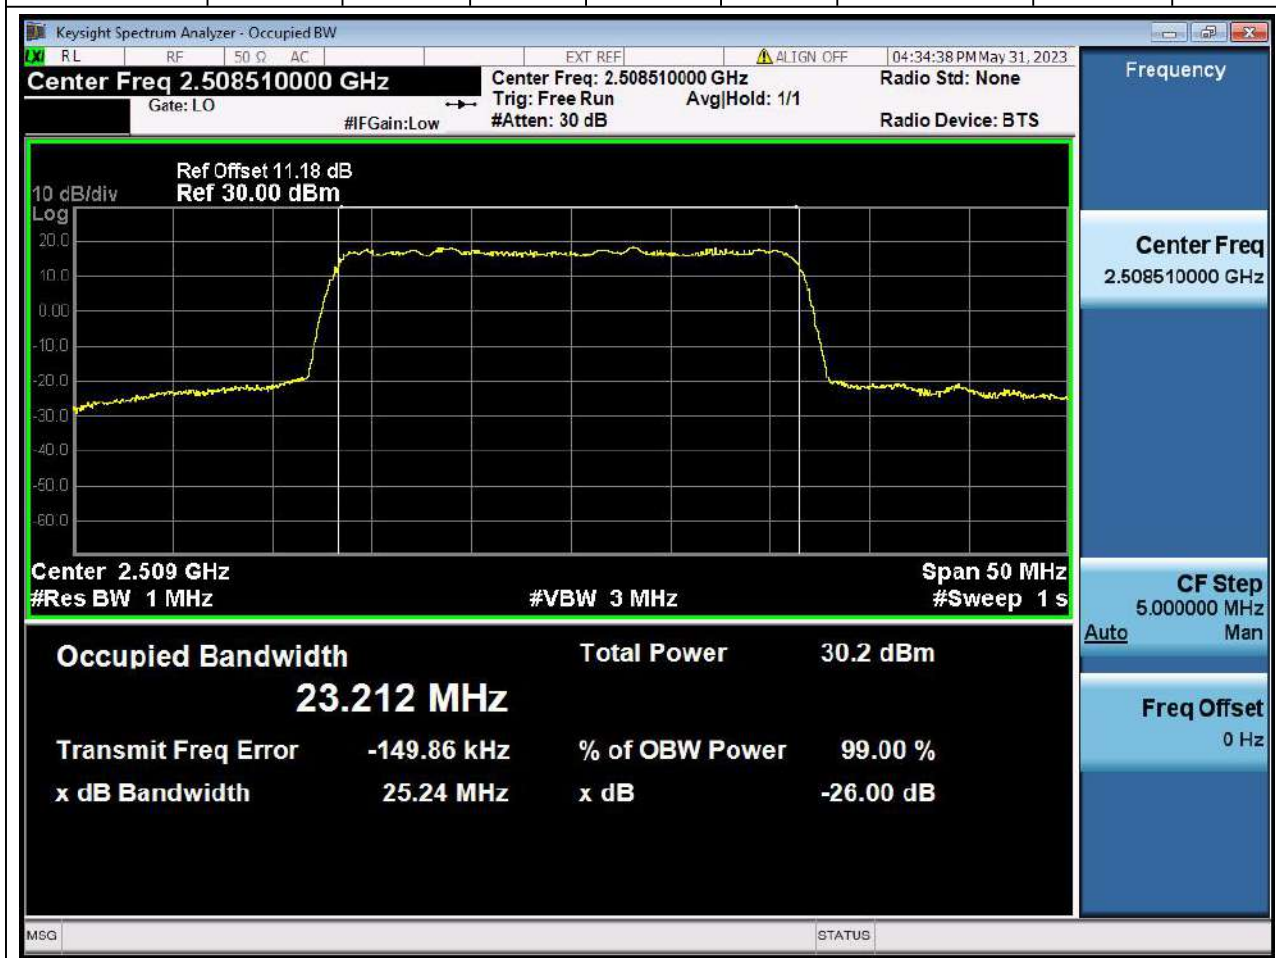 Keysight Spectrum Analyzer - Occupied BW
LXI RL RF 50 Ω AC EXT REF ALIGN OFF 04:34:38 PM May 31, 2023
Center Freq 2.508510000 GHz Center Freq: 2.508510000 GHz Radio Std: None
Gate: LO Trig: Free Run Avg|Hold: 1/1
#IFGain:Low #Atten: 30 dB Radio Device: BTS
Ref Offset 11.18 dB
10 dB/div Ref 30.00 dBm
Log
20.0
10.0
0.00
-10.0
-20.0
-30.0
-40.0
-50.0
-60.0
Center 2.509 GHz Span 50 MHz
#Res BW 1 MHz #VBW 3 MHz #Sweep 1 s
Occupied Bandwidth Total Power 30.2 dBm
23.212 MHz
Transmit Freq Error -149.86 kHz % of OBW Power 99.00 %
x dB Bandwidth 25.24 MHz x dB -26.00 dB
MSG STATUS
Frequency
Center Freq
2.508510000 GHz
CF Step
5.000000 MHz
Auto Man
Freq Offset
0 Hz